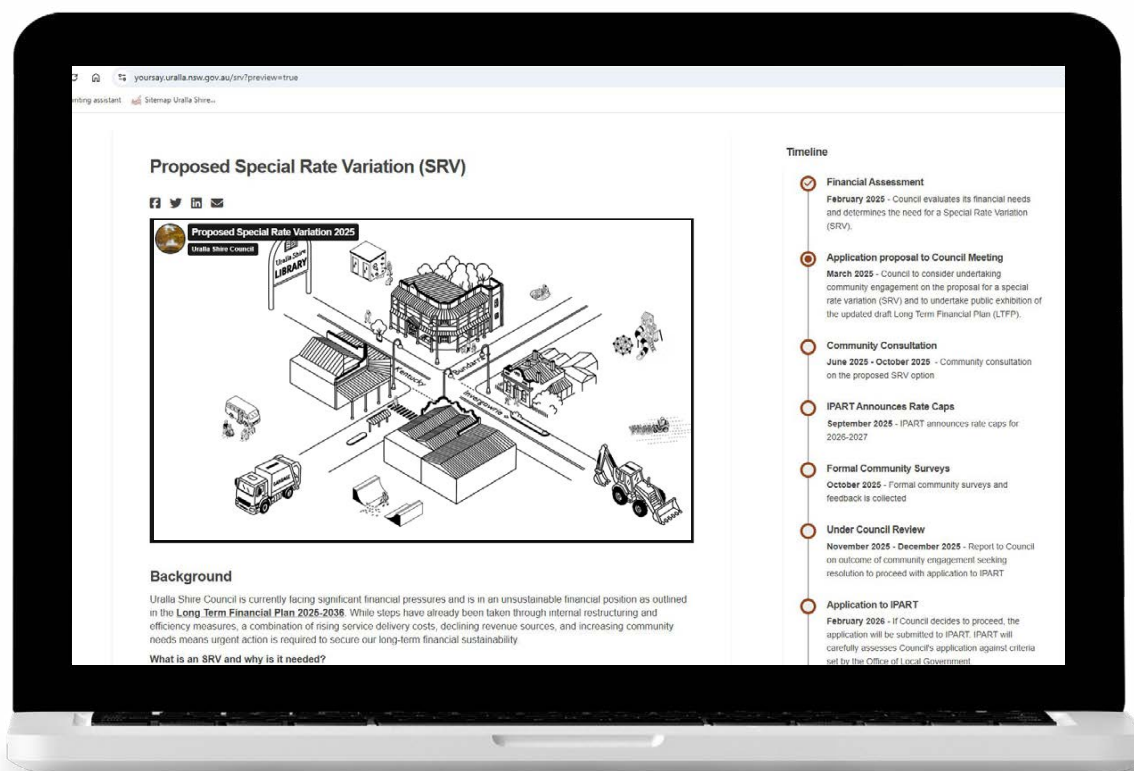 yoursay.uralla.nsw.gov.au/srv?preview=true
writing assistant
Sitemap Uralla Shire...
Proposed Special Rate Variation (SRV)
Proposed Special Rate Variation 2025
Uralla Shire Council
Uralla Shire
LIBRARY
Kentucky
Bundarra
Invergowrie
GARBAGE
Background
Uralla Shire Council is currently facing significant financial pressures and is in an unsustainable financial position as outlined
in the Long Term Financial Plan 2026-2036. While steps have already been taken through internal restructuring and
efficiency measures, a combination of rising service delivery costs, declining revenue sources, and increasing community
needs means urgent action is required to secure our long-term financial sustainability
What is an SRV and why is it needed?
Timeline
Financial Assessment
February 2025 - Council evaluates its financial needs
and determines the need for a Special Rate Variation
(SRV).
Application proposal to Council Meeting
March 2025 - Council to consider undertaking
community engagement on the proposal for a special
rate variation (SRV) and to undertake public exhibition of
the updated draft Long Term Financial Plan (LTFP).
Community Consultation
June 2025 - October 2025 - Community consultation
on the proposed SRV option
IPART Announces Rate Caps
September 2025 - IPART announces rate caps for
2026-2027
Formal Community Surveys
October 2025 - Formal community surveys and
feedback is collected
Under Council Review
November 2025 - December 2025 - Report to Council
on outcome of community engagement seeking
resolution to proceed with application to IPART
Application to IPART
February 2026 - If Council decides to proceed, the
application will be submitted to IPART. IPART will
carefully assesses Council's application against criteria
set by the Office of Local Government.